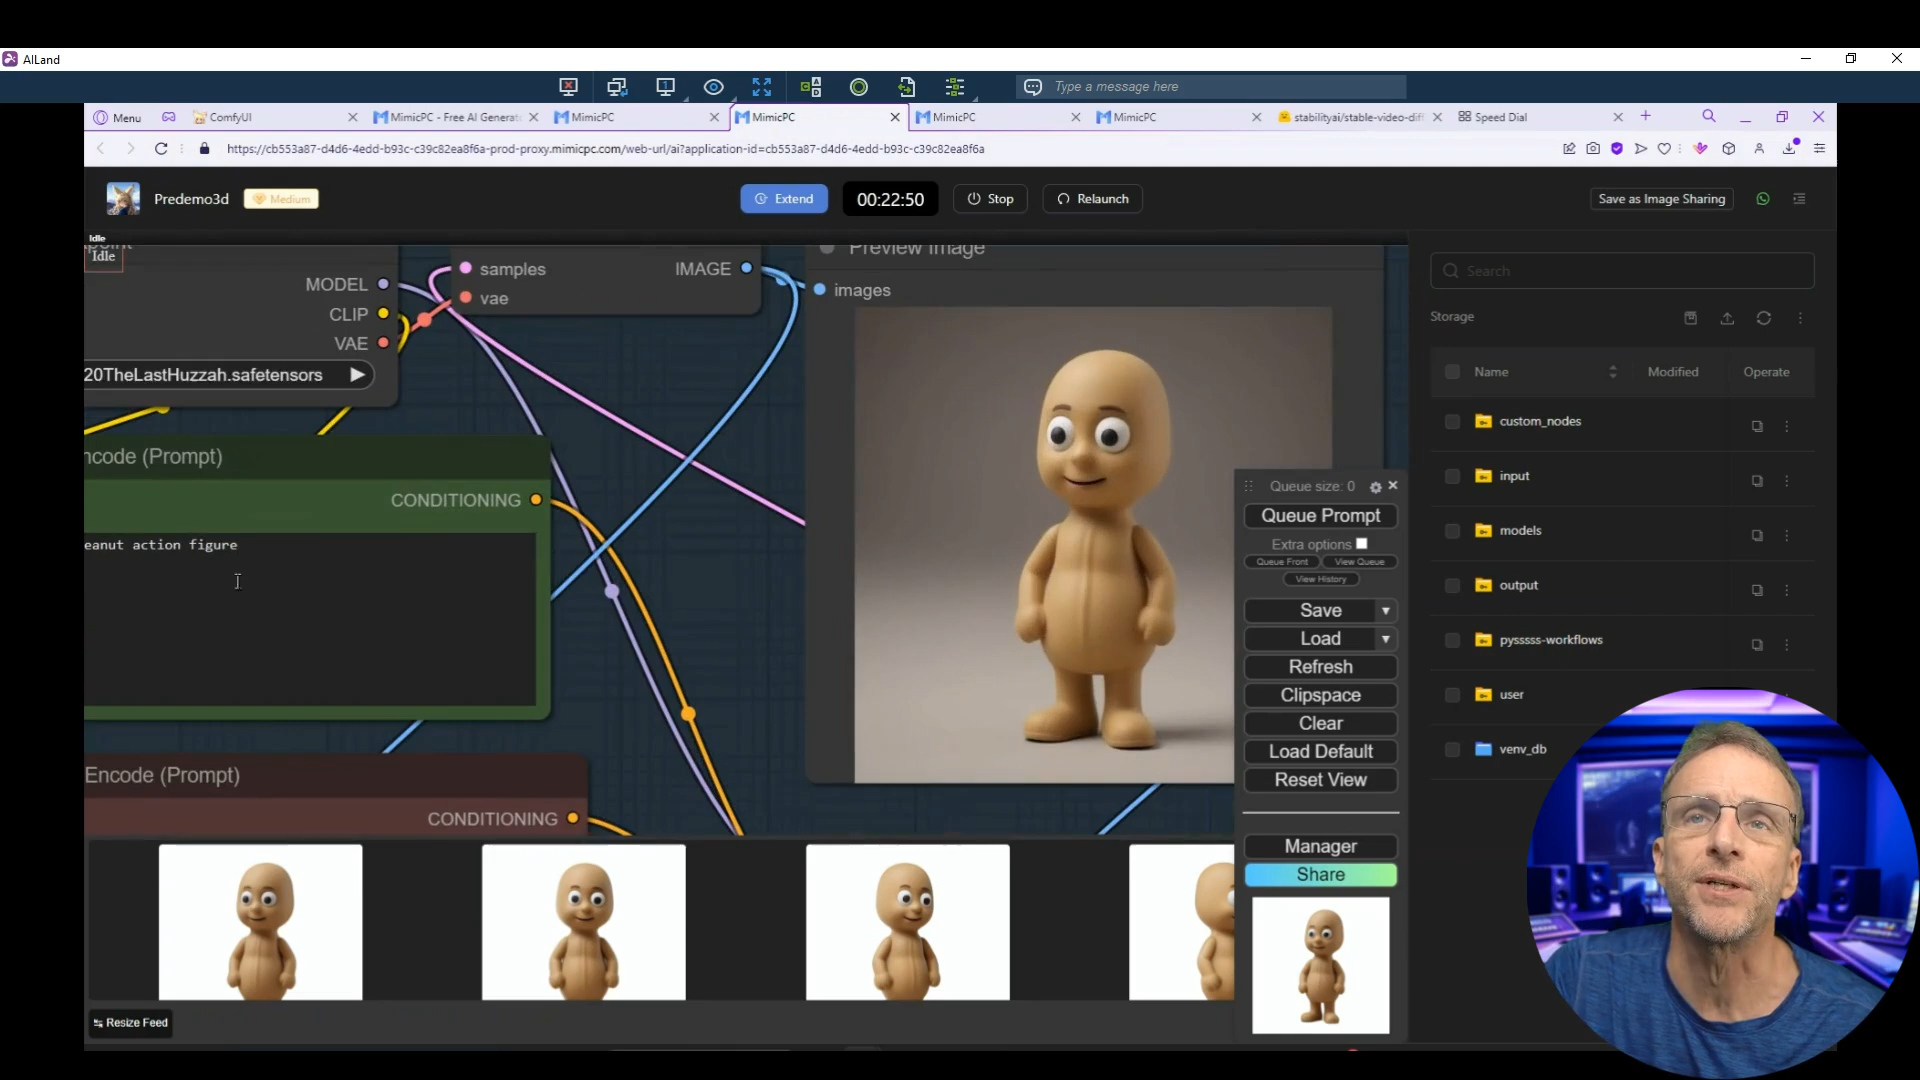 AILand
Type a message here
Menu
ComfyUI
MimicPC - Free AI Generat
MimicPC
MimicPC
MimicPC
MimicPC
stabilityai/stable-video-dif
Speed Dial
https://cb553a87-d4d6-4edd-b93c-c39c82ea8f6a-prod-proxy.mimicpc.com/web-url/ai?application-id=cb553a87-d4d6-4edd-b93c-c39c82ea8f6a
Predemo3d
Medium
Extend
00:22:50
Stop
Relaunch
Save as Image Sharing
Idle
Idle
MODEL
CLIP
VAE
20TheLastHuzzah.safetensors
samples
vae
IMAGE
Preview Image
images
ncode (Prompt)
CONDITIONING
eanut action figure
Encode (Prompt)
CONDITIONING
Queue size: 0
Queue Prompt
Extra options
Queue Front
View Queue
View History
Save
Load
Refresh
Clipspace
Clear
Load Default
Reset View
Manager
Share
Search
Storage
Name
Modified
Operate
custom_nodes
input
models
output
pysssss-workflows
user
venv_db
Resize Feed